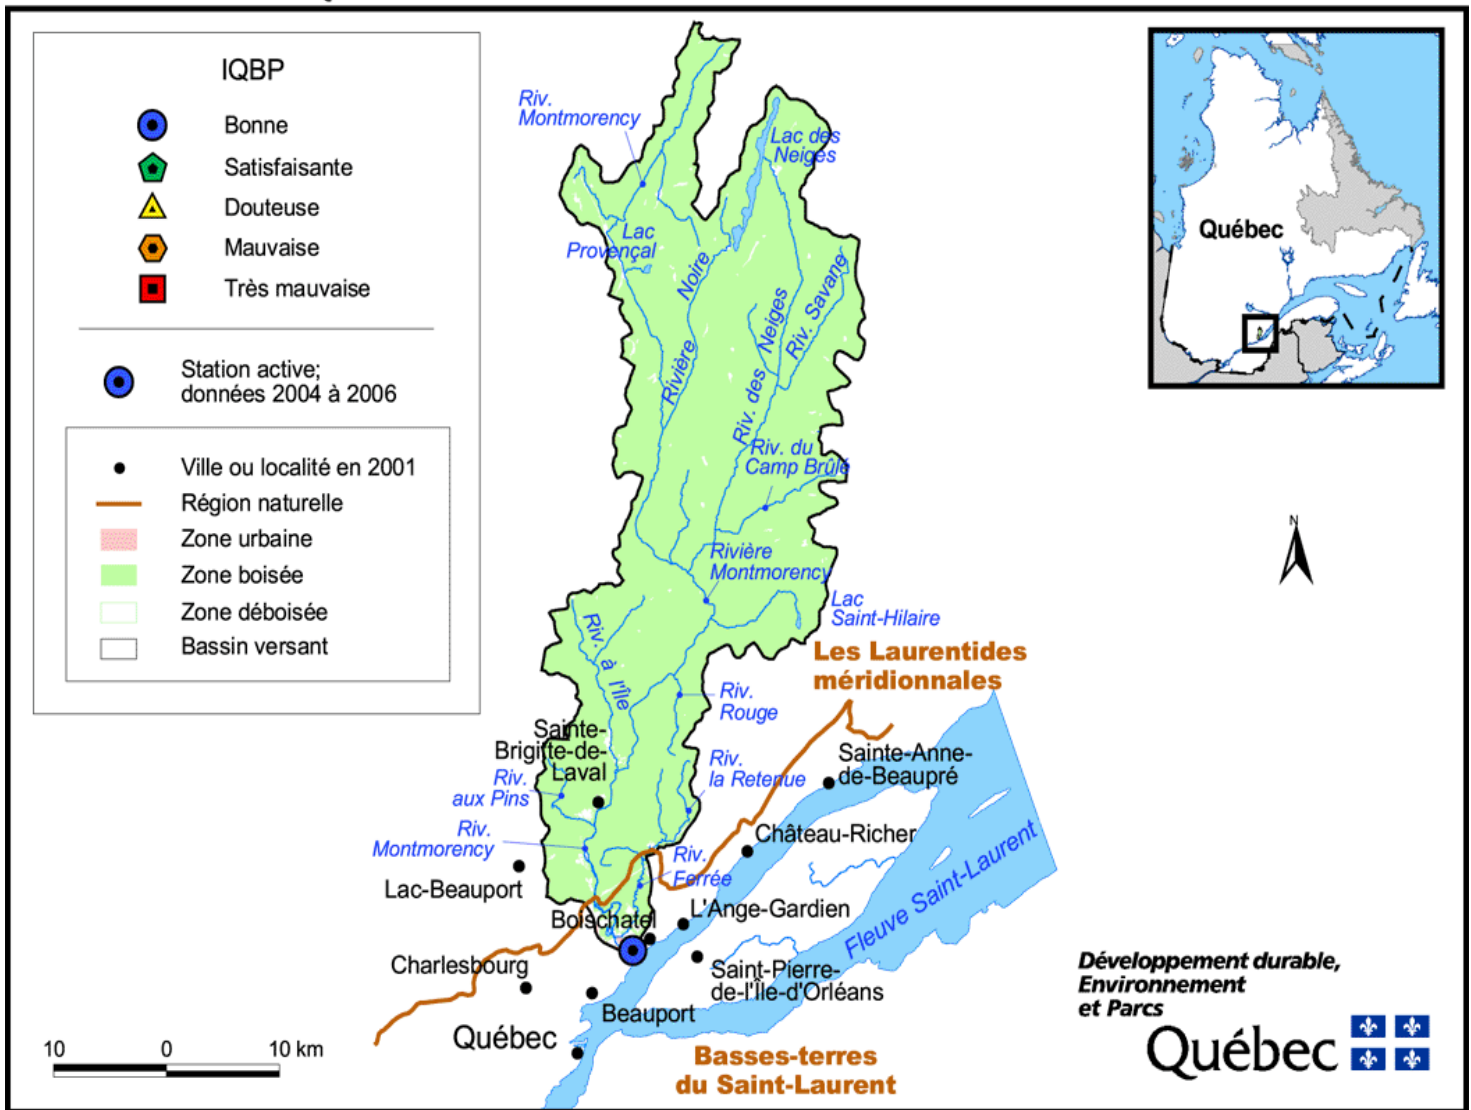 IQBP
Bonne
Satisfaisante
Douteuse
Mauvaise
Très mauvaise
Station active;
données 2004 à 2006
Ville ou localité en 2001
Région naturelle
Zone urbaine
Zone boisée
Zone déboisée
Bassin versant
10 0 10 km
Riv.
Montmorency
Lac des
Neiges
Lac
Provençal
Rivière Noire
Riv. des Neiges
Riv. Savane
Riv. du
Camp Brûlé
Rivière
Montmorency
Lac
Saint-Hilaire
Riv. à l'Île
Les Laurentides
méridionnales
Riv.
Rouge
Sainte-
Brigitte-de-
Laval
Riv.
aux Pins
Riv.
la Retenue
Sainte-Anne-
de-Beaupré
Riv.
Montmorency
Château-Richer
Lac-Beauport
Riv.
Ferrée
Boischatel
L'Ange-Gardien
Fleuve Saint-Laurent
Charlesbourg
Saint-Pierre-
de-l'Île-d'Orléans
Beauport
Québec
Basses-terres
du Saint-Laurent
Québec
N
Développement durable,
Environnement
et Parcs
Québec